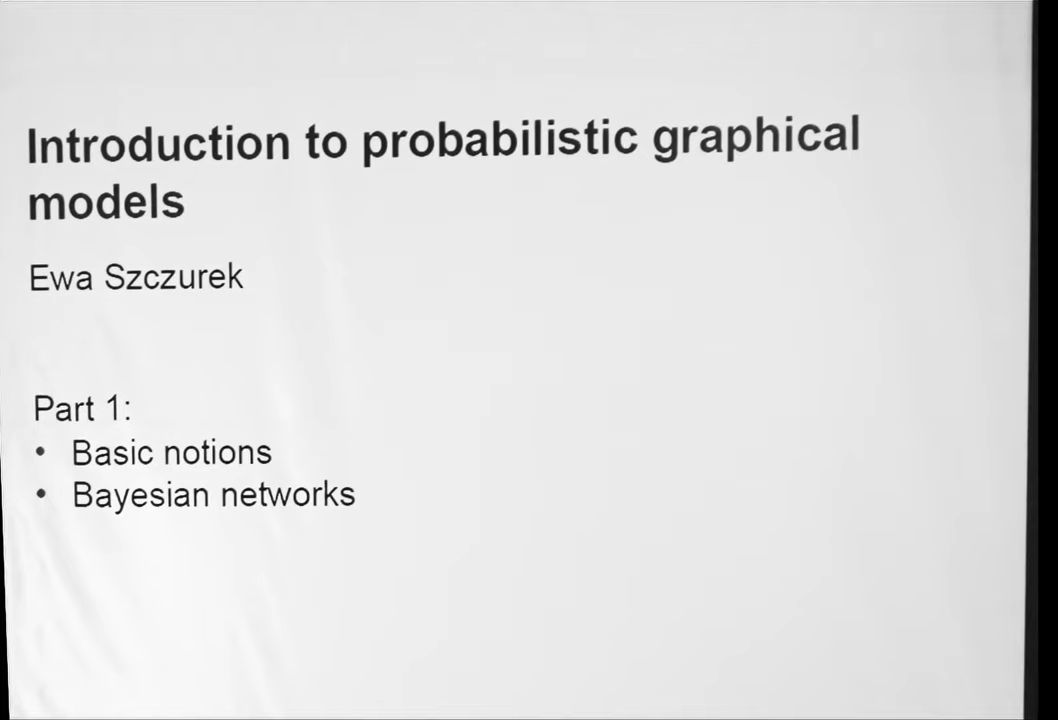 Introduction to probabilistic graphical
models
Ewa Szczurek
Part 1:
• Basic notions
• Bayesian networks